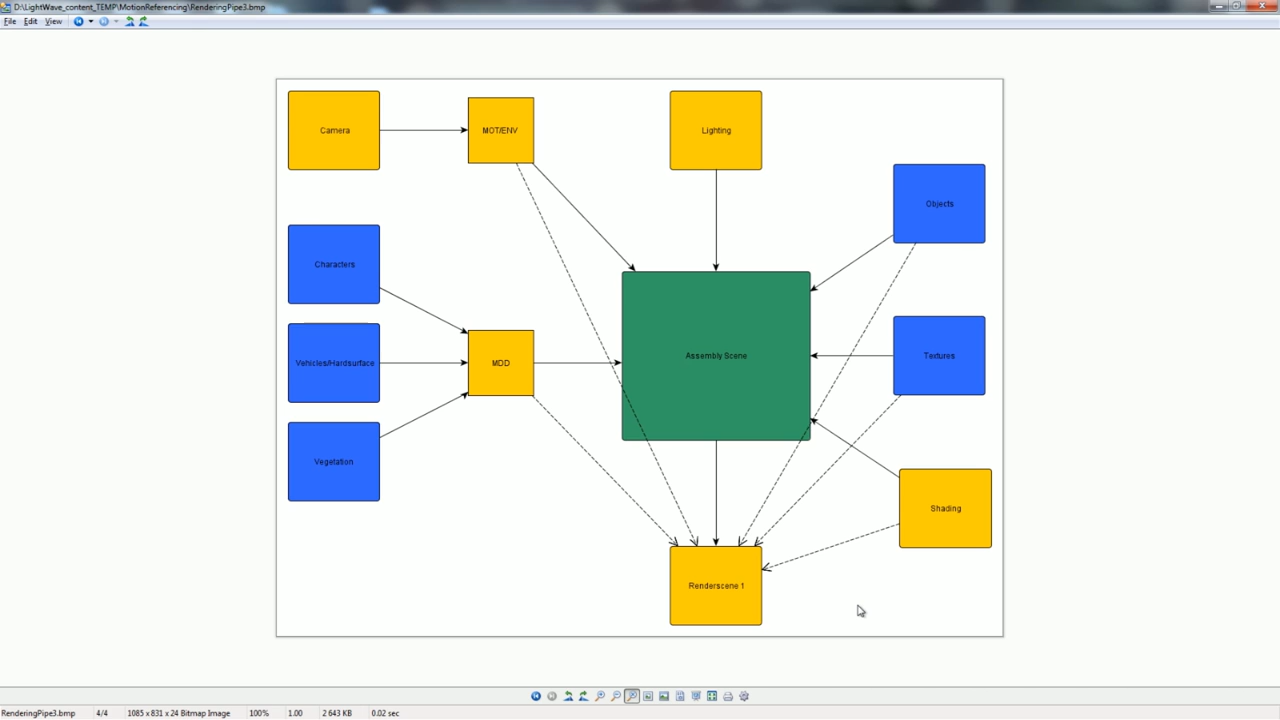 D:\LightWave_content_TEMP\MotionReferencing\RenderingPipe3.bmp
File Edit View
Camera
MOT/ENV
Lighting
Objects
Characters
Vehicles/Hardsurface
MDD
Assembly Scene
Textures
Vegetation
Shading
Renderscene 1
RenderingPipe3.bmp 4/4 1085 x 831 x 24 Bitmap Image 100% 1.00 2 643 KB 0.02 sec